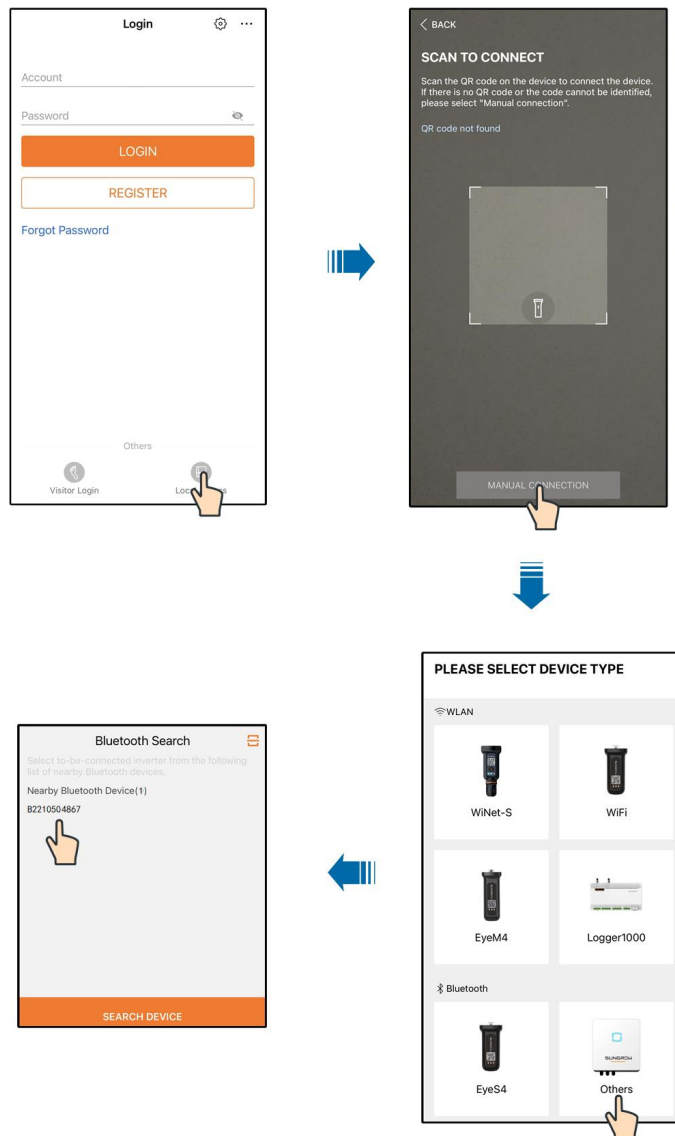 Login
Account
Password
LOGIN
REGISTER
Forgot Password
Others
Visitor Login
BACK
SCAN TO CONNECT
Scan the QR code on the device to connect the device.
If there is no QR code or the code cannot be identified,
please select "Manual connection".
QR code not found
MANUAL CONNECTION
PLEASE SELECT DEVICE TYPE
WLAN
WiNet-S
WiFi
EyeM4
Logger1000
Bluetooth
SUNGROW
EyeS4
Others
Bluetooth Search
Select to-be-connected inverter from the following
list of nearby Bluetooth devices.
Nearby Bluetooth Device(1)
B2210504867
SEARCH DEVICE